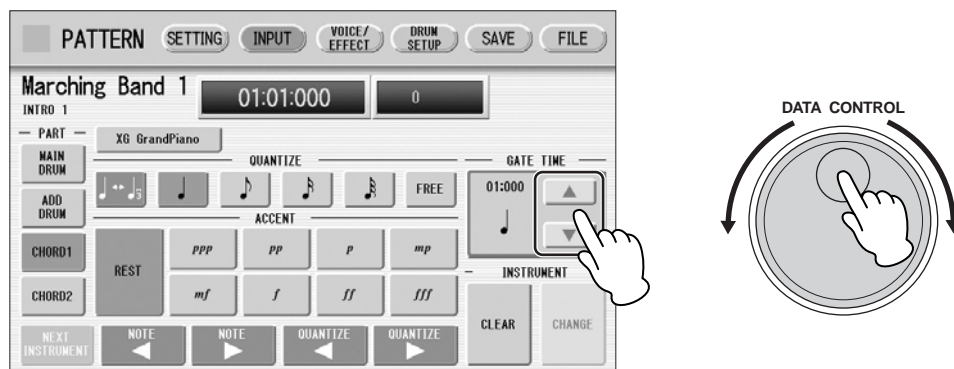 PATTERN SETTING INPUT VOICE/EFFECT DRUM SETUP SAVE FILE
Marching Band 1 01:01:000 0
INTRO 1
PART XG GrandPiano
MAIN DRUM
QUANTIZE
GATE TIME
ADD DRUM
3 FREE
01:000
ACCENT
CHORD1
REST
ppp pp p mp
INSTRUMENT
CHORD2
mf f ff fff
CLEAR CHANGE
NEXT INSTRUMENT
NOTE NOTE QUANTIZE QUANTIZE
DATA CONTROL